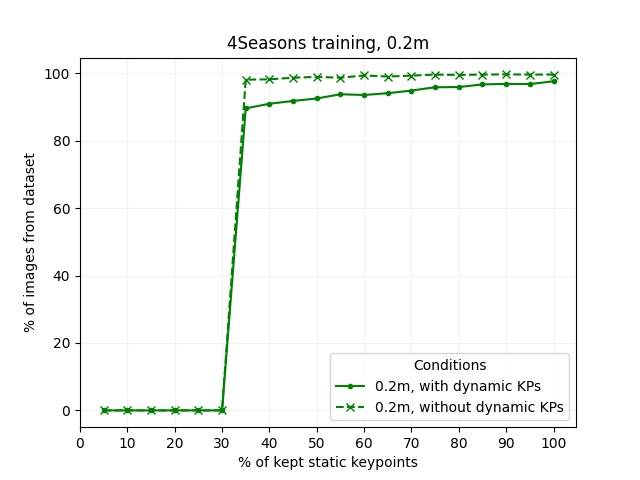 4Seasons training, 0.2m
% of images from dataset
100
80
60
40
20
0
Conditions
0.2m, with dynamic KPs
0.2m, without dynamic KPs
0 10 20 30 40 50 60 70 80 90 100
% of kept static keypoints